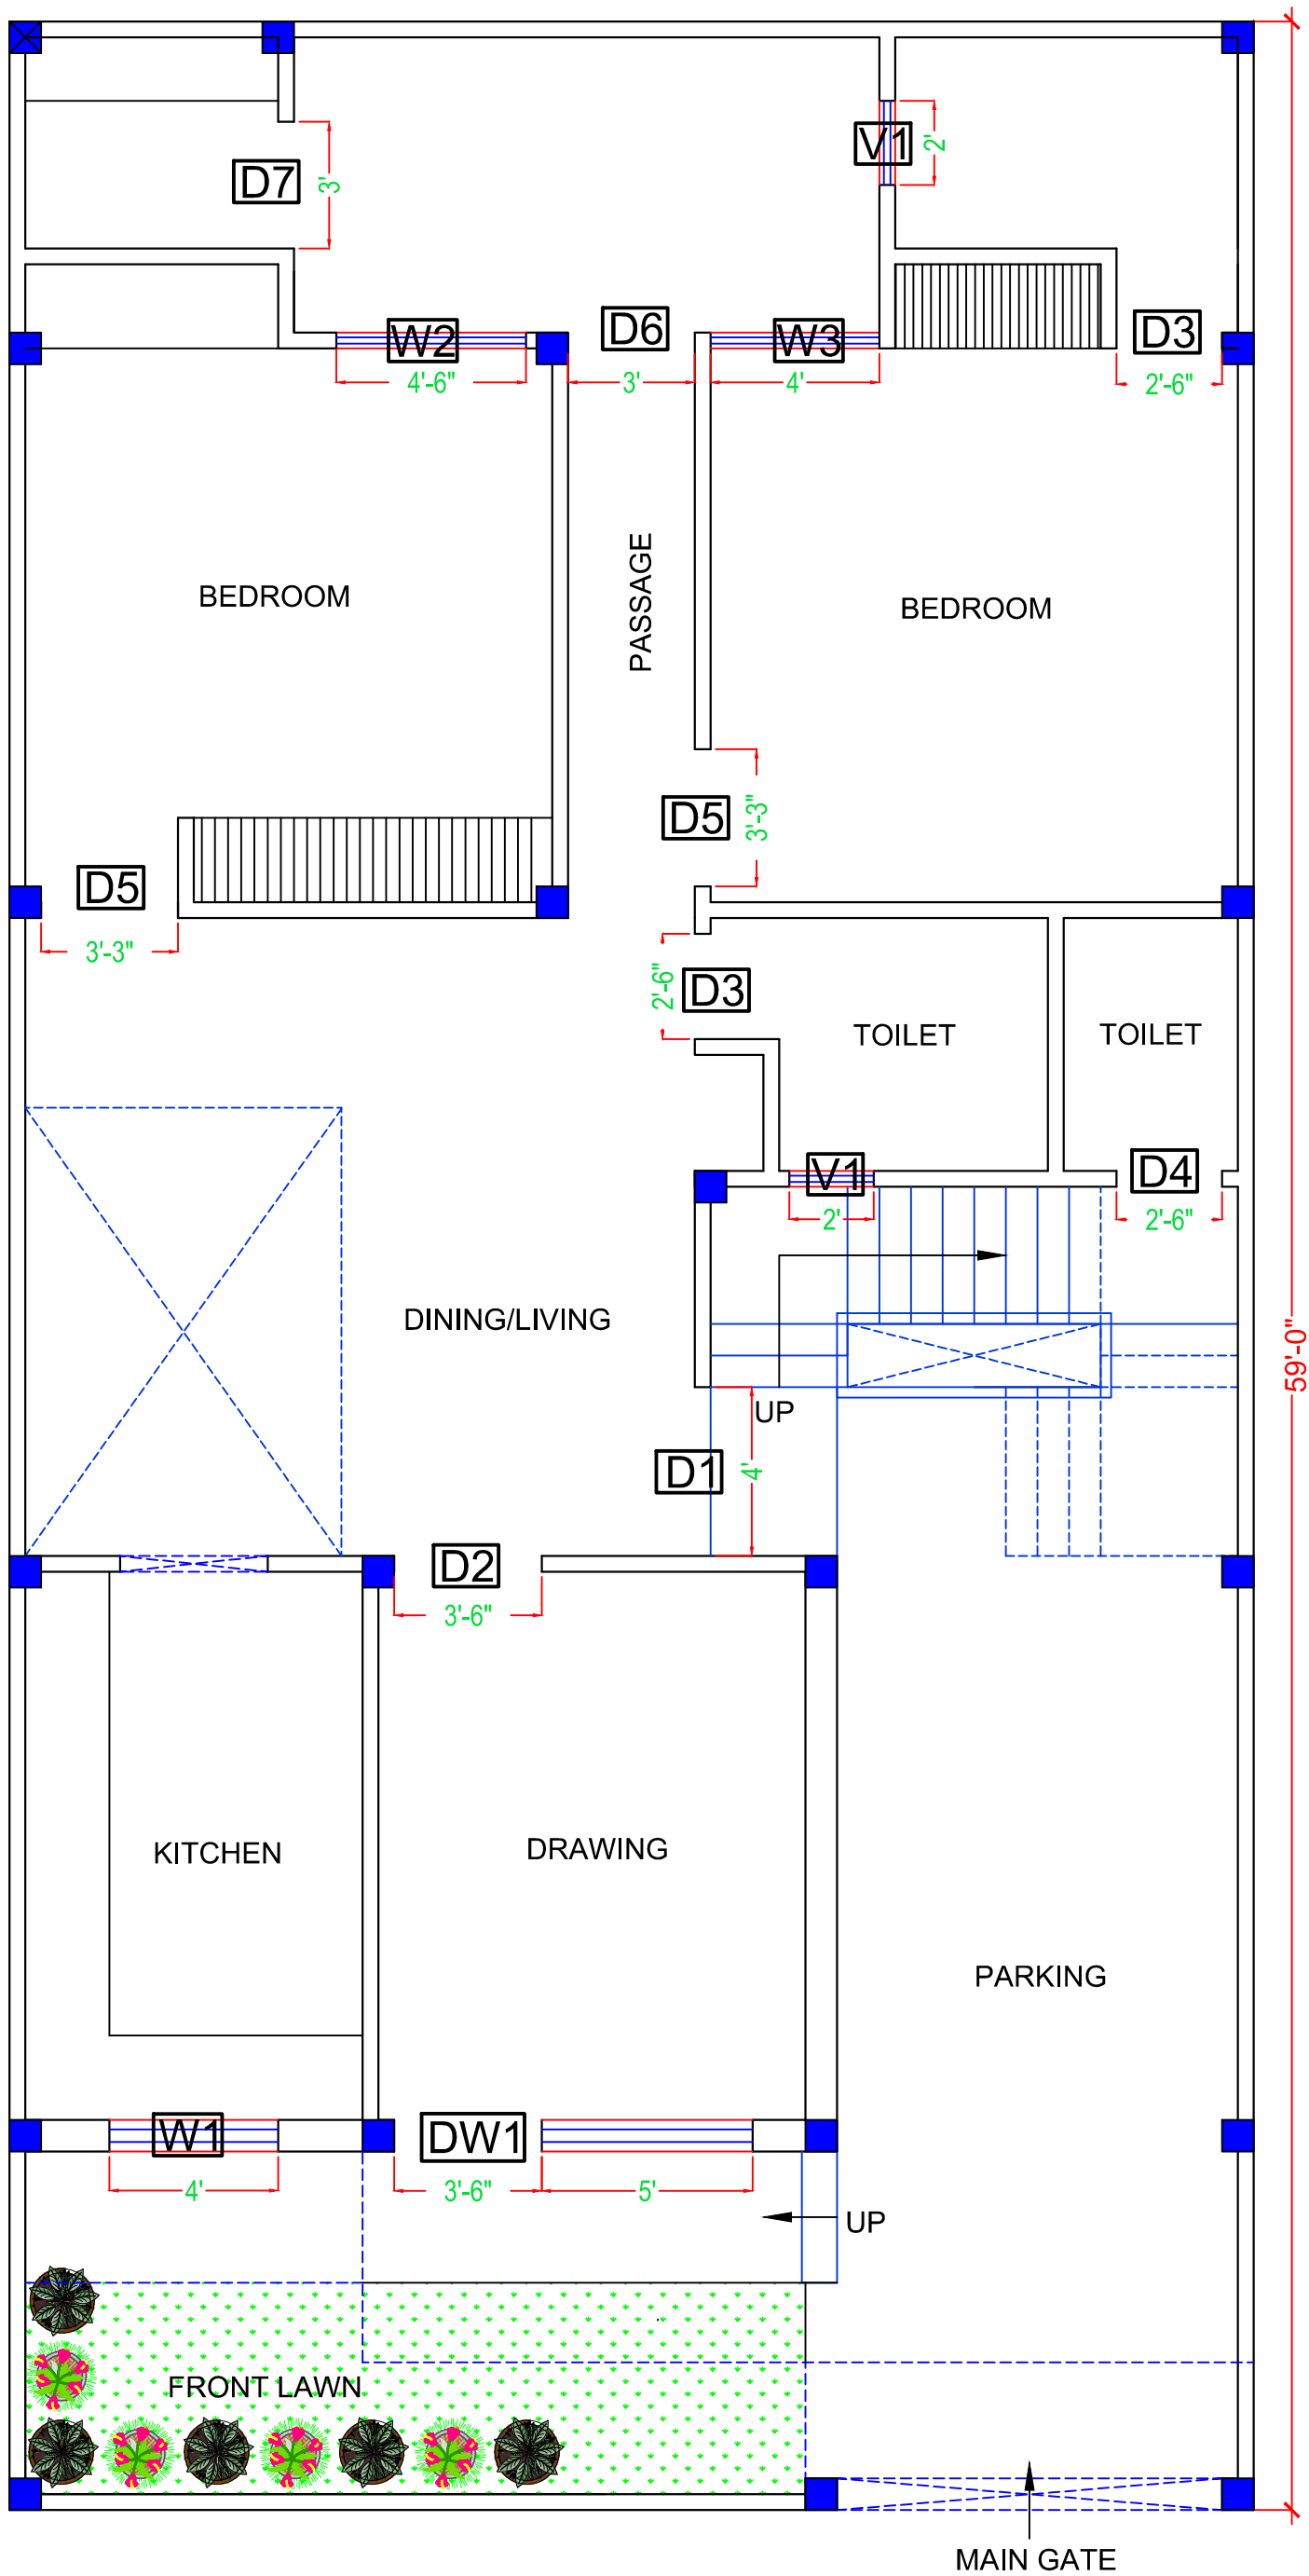 V1
2'
D7
3'
D6
W2
W3
D3
4'-6"
3'
4'
2'-6"
BEDROOM
PASSAGE
BEDROOM
D5
3'-3"
D5
3'-3"
D3
2'-6"
TOILET
TOILET
V1
D4
2'
2'-6"
DINING/LIVING
59'-0"
UP
D1
4'
D2
3'-6"
KITCHEN
DRAWING
PARKING
W1
DW1
4'
3'-6"
5'
UP
FRONT LAWN
MAIN GATE